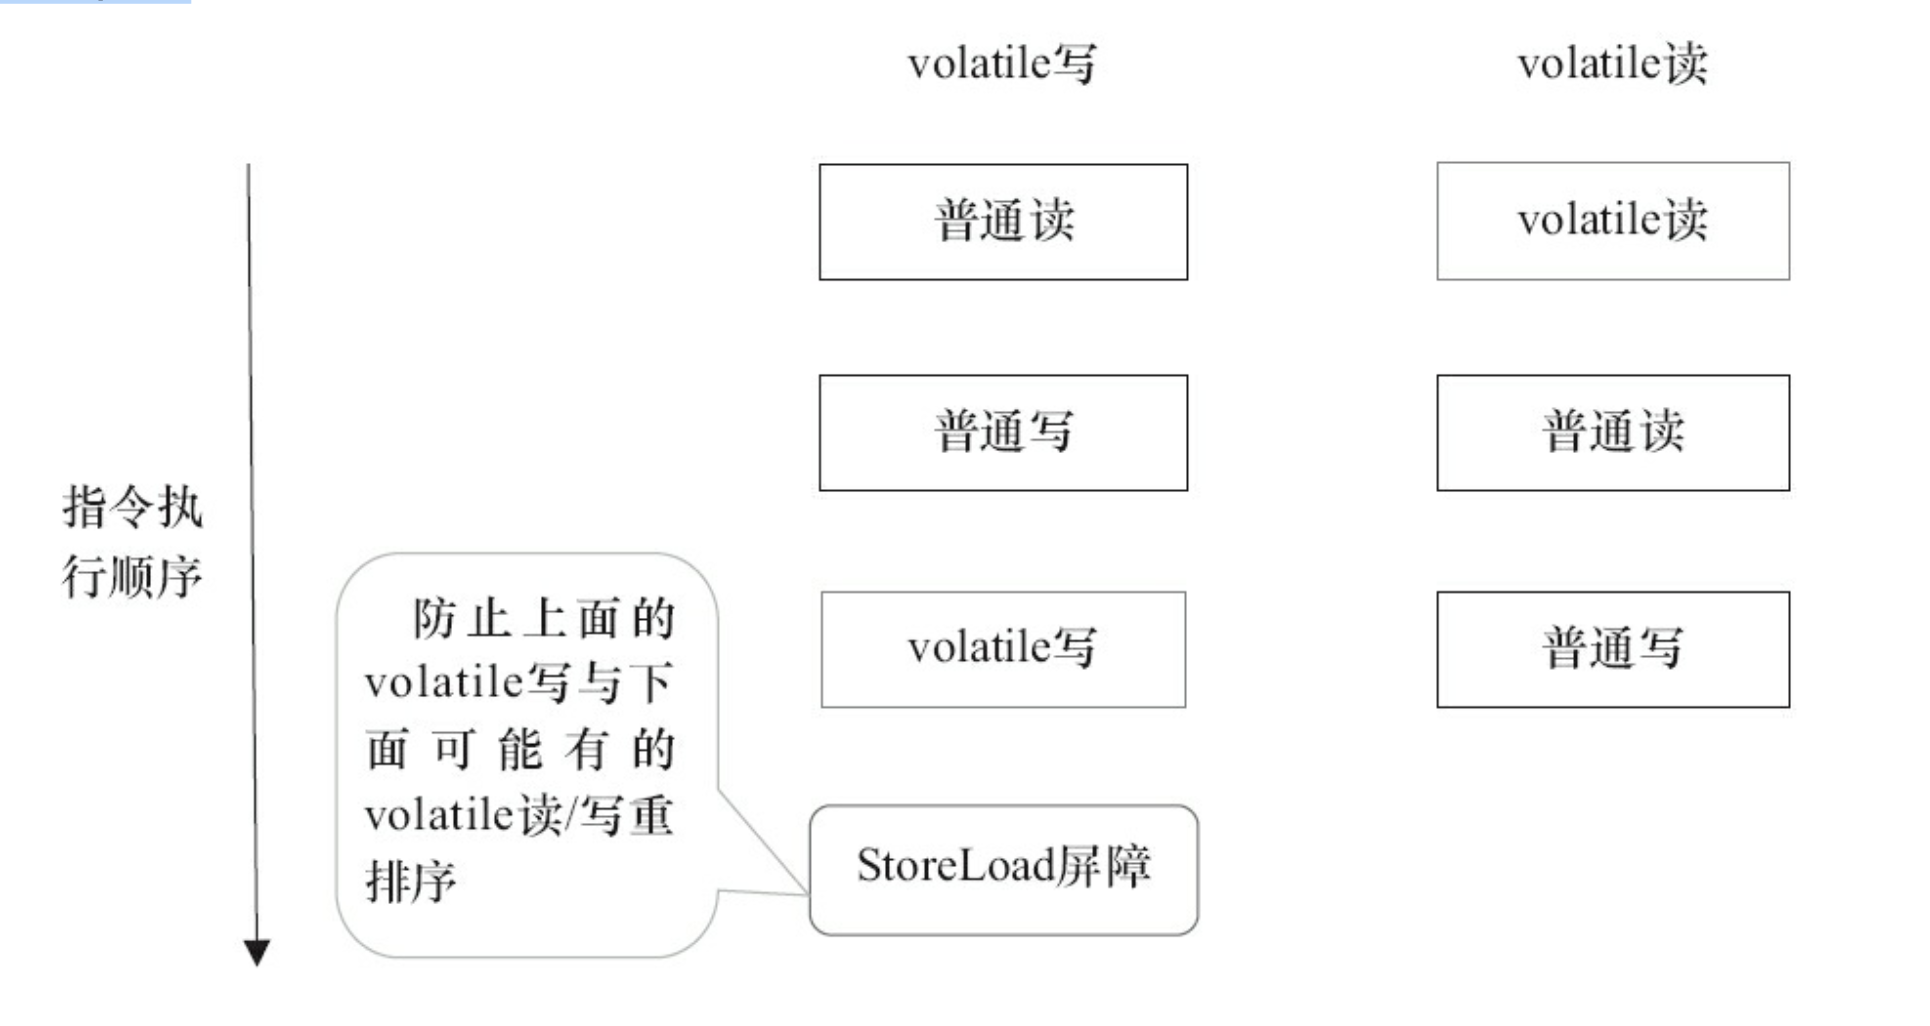 volatile写
volatile读
普通读
volatile读
普通写
普通读
指令执
行顺序
防止上面的
volatile写与下
面可能有的
volatile读/写重
排序
volatile写
普通写
StoreLoad屏障